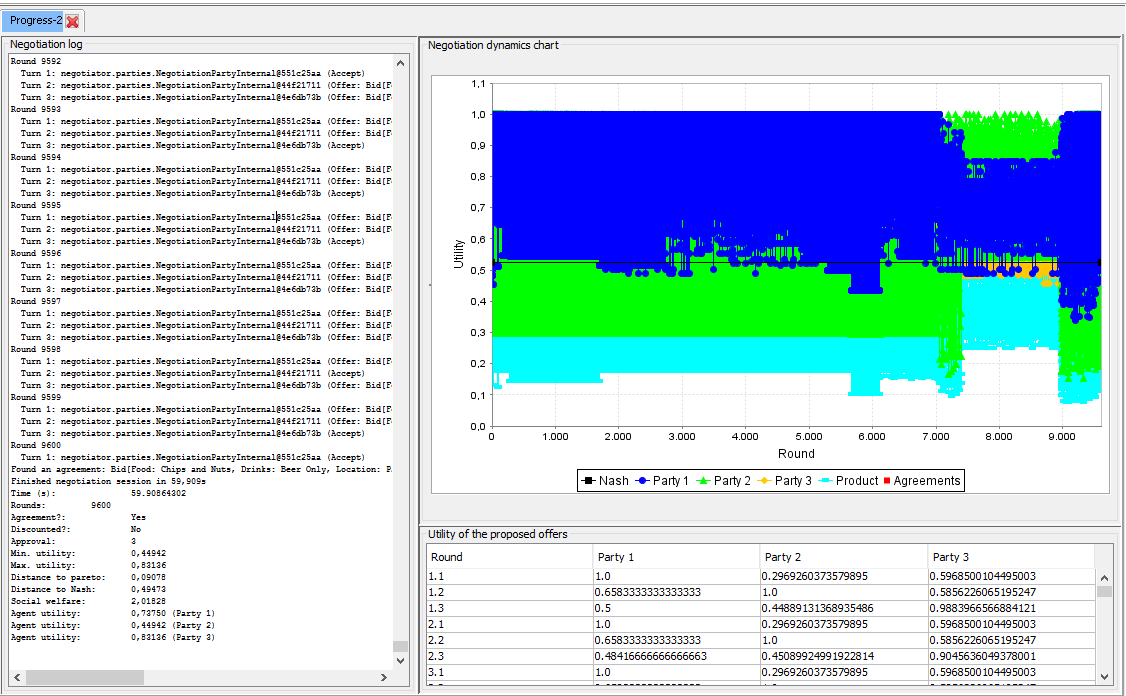 Progress-2
Negotiation log
Round 9592
Turn 1: negotiator.parties.NegotiationPartyInternal@551c25aa (Accept)
Turn 2: negotiator.parties.NegotiationPartyInternal@44f21711 (Offer: Bid[F
Turn 3: negotiator.parties.NegotiationPartyInternal@4e6db73b (Offer: Bid[F
Round 9593
Turn 1: negotiator.parties.NegotiationPartyInternal@551c25aa (Offer: Bid[F
Turn 2: negotiator.parties.NegotiationPartyInternal@44f21711 (Offer: Bid[F
Turn 3: negotiator.parties.NegotiationPartyInternal@4e6db73b (Accept)
Round 9594
Turn 1: negotiator.parties.NegotiationPartyInternal@551c25aa (Offer: Bid[F
Turn 2: negotiator.parties.NegotiationPartyInternal@44f21711 (Offer: Bid[F
Turn 3: negotiator.parties.NegotiationPartyInternal@4e6db73b (Accept)
Round 9595
Turn 1: negotiator.parties.NegotiationPartyInternal@551c25aa (Offer: Bid[F
Turn 2: negotiator.parties.NegotiationPartyInternal@44f21711 (Offer: Bid[F
Turn 3: negotiator.parties.NegotiationPartyInternal@4e6db73b (Accept)
Round 9596
Turn 1: negotiator.parties.NegotiationPartyInternal@551c25aa (Offer: Bid[F
Turn 2: negotiator.parties.NegotiationPartyInternal@44f21711 (Offer: Bid[F
Turn 3: negotiator.parties.NegotiationPartyInternal@4e6db73b (Offer: Bid[F
Round 9597
Turn 1: negotiator.parties.NegotiationPartyInternal@551c25aa (Offer: Bid[F
Turn 2: negotiator.parties.NegotiationPartyInternal@44f21711 (Offer: Bid[F
Turn 3: negotiator.parties.NegotiationPartyInternal@4e6db73b (Offer: Bid[F
Round 9598
Turn 1: negotiator.parties.NegotiationPartyInternal@551c25aa (Offer: Bid[F
Turn 2: negotiator.parties.NegotiationPartyInternal@44f21711 (Accept)
Turn 3: negotiator.parties.NegotiationPartyInternal@4e6db73b (Offer: Bid[F
Round 9599
Turn 1: negotiator.parties.NegotiationPartyInternal@551c25aa (Offer: Bid[F
Turn 2: negotiator.parties.NegotiationPartyInternal@44f21711 (Offer: Bid[F
Turn 3: negotiator.parties.NegotiationPartyInternal@4e6db73b (Accept)
Round 9600
Turn 1: negotiator.parties.NegotiationPartyInternal@551c25aa (Accept)
Found an agreement: Bid[Food: Chips and Nuts, Drinks: Beer Only, Location: P
Finished negotiation session in 59,909s
Time (s): 59.90864302
Rounds: 9600
Agreement?: Yes
Discounted?: No
Approval: 3
Min. utility: 0,44942
Max. utility: 0,83136
Distance to pareto: 0,09078
Distance to Nash: 0,49473
Social welfare: 2,01828
Agent utility: 0,73750 (Party 1)
Agent utility: 0,44942 (Party 2)
Agent utility: 0,83136 (Party 3)
Negotiation dynamics chart
1,1
1,0
0,9
0,8
0,7
0,6
0,5
0,4
0,3
0,2
0,1
0,0
Utility
0 1.000 2.000 3.000 4.000 5.000 6.000 7.000 8.000 9.000
Round
Nash Party 1 Party 2 Party 3 Product Agreements
Utility of the proposed offers
Round Party 1 Party 2 Party 3
1.1 1.0 0.2969260373579895 0.5968500104495003
1.2 0.6583333333333333 1.0 0.5856226065195247
1.3 0.5 0.44889131368935486 0.9883966566884121
2.1 1.0 0.2969260373579895 0.5968500104495003
2.2 0.6583333333333333 1.0 0.5856226065195247
2.3 0.48416666666666663 0.45089924991922814 0.9045636049378001
3.1 1.0 0.2969260373579895 0.5968500104495003